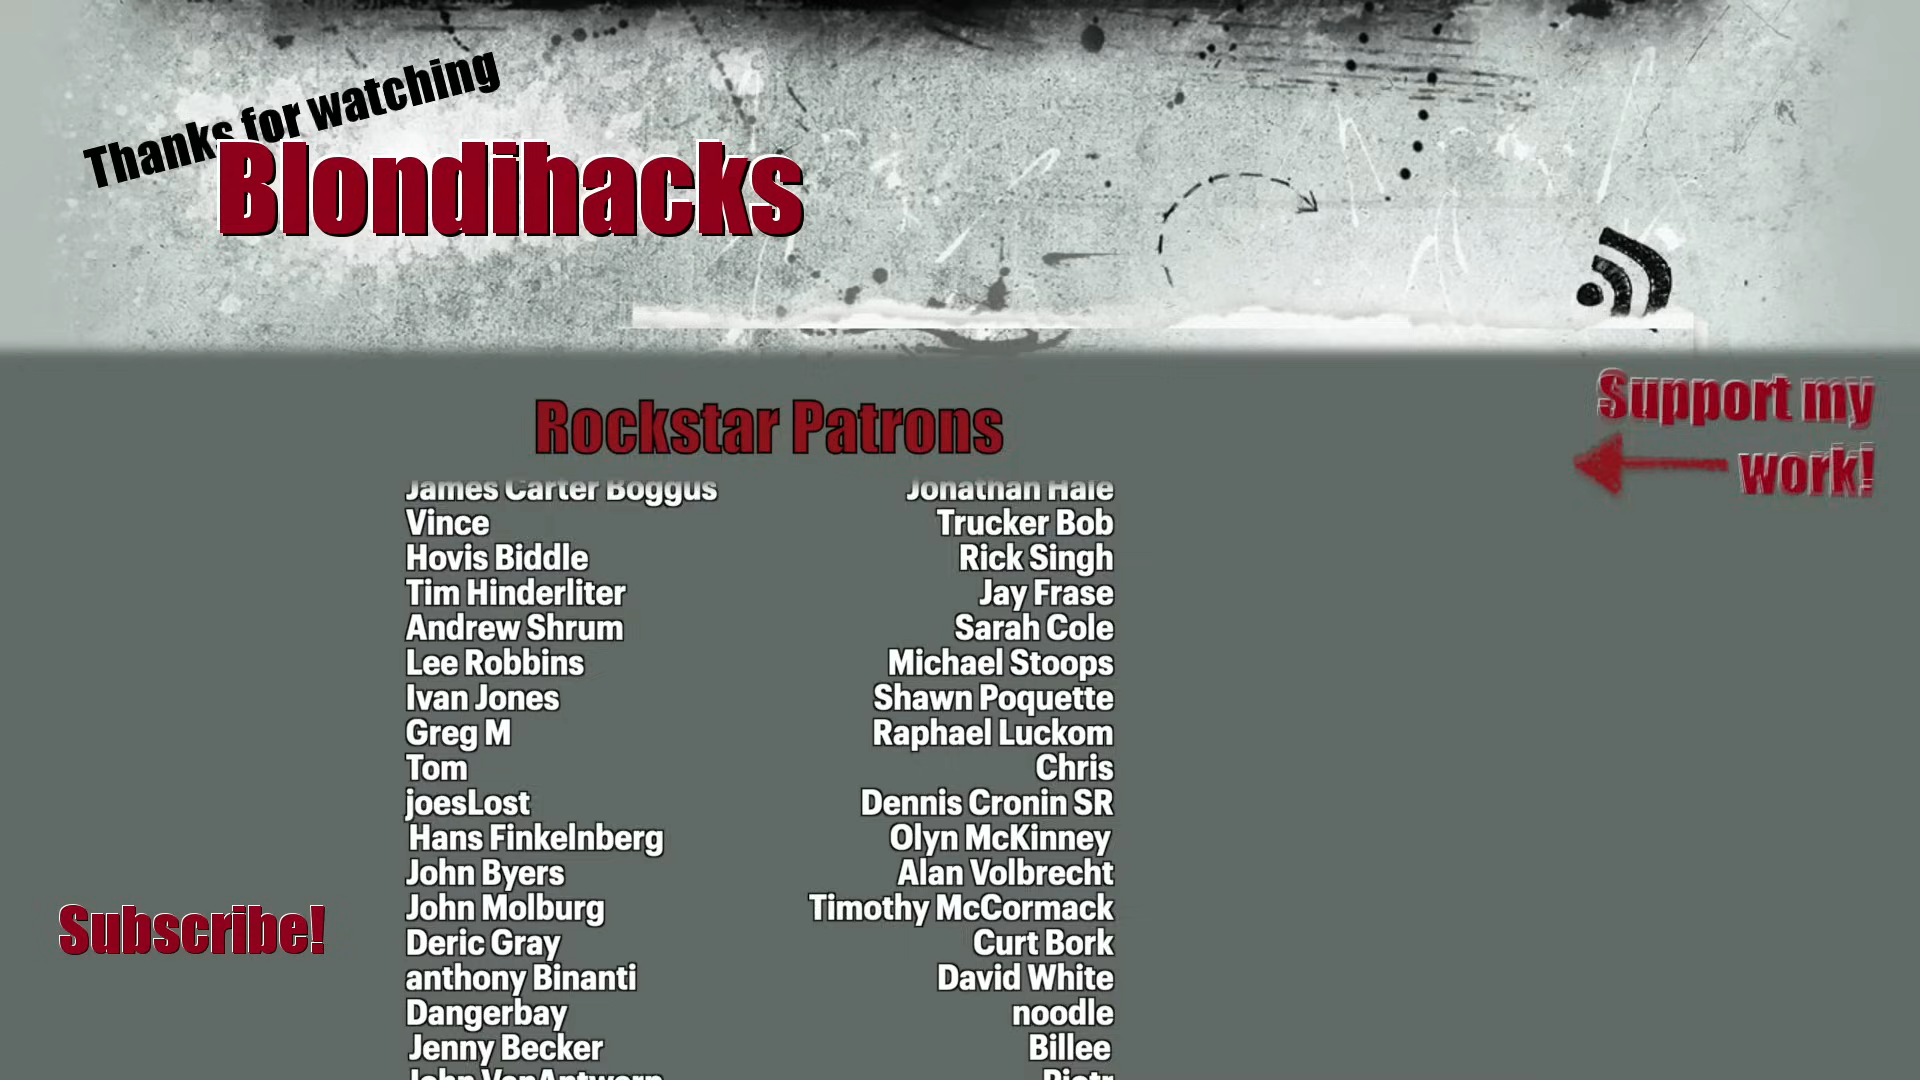 Thanks for watching
Blondihacks
Support my
work!
Rockstar Patrons
James Carter Boggus Jonathan Hale
Vince Trucker Bob
Hovis Biddle Rick Singh
Tim Hinderliter Jay Frase
Andrew Shrum Sarah Cole
Lee Robbins Michael Stoops
Ivan Jones Shawn Poquette
Greg M Raphael Luckom
Tom Chris
joesLost Dennis Cronin SR
Hans Finkelnberg Olyn McKinney
John Byers Alan Volbrecht
John Molburg Timothy McCormack
Deric Gray Curt Bork
anthony Binanti David White
Dangerbay noodle
Jenny Becker Billee
John VanAntwerp Piotr
Subscribe!